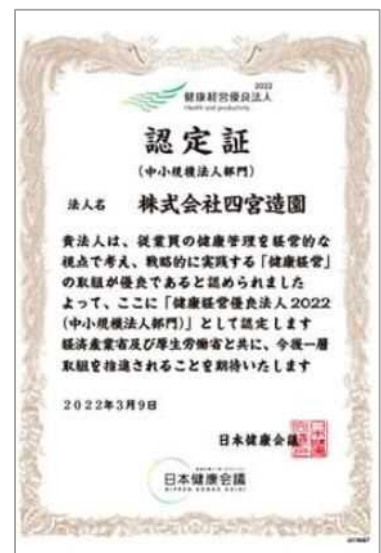 2022
健康経営優良法人
Health and productivity
認定証
(中小規模法人部門)
法人名 株式会社四宮造園
貴法人は、従業員の健康管理を経営的な
視点で考え、戦略的に実践する「健康経営」
の取組が優良であると認められました
よって、ここに「健康経営優良法人2022
(中小規模法人部門)」として認定します
経済産業省及び厚生労働省と共に、今後一層
取組を推進されることを期待いたします
2022年3月9日
日本健康会議
日本健康会議
NIPPON KENKO KAIGI